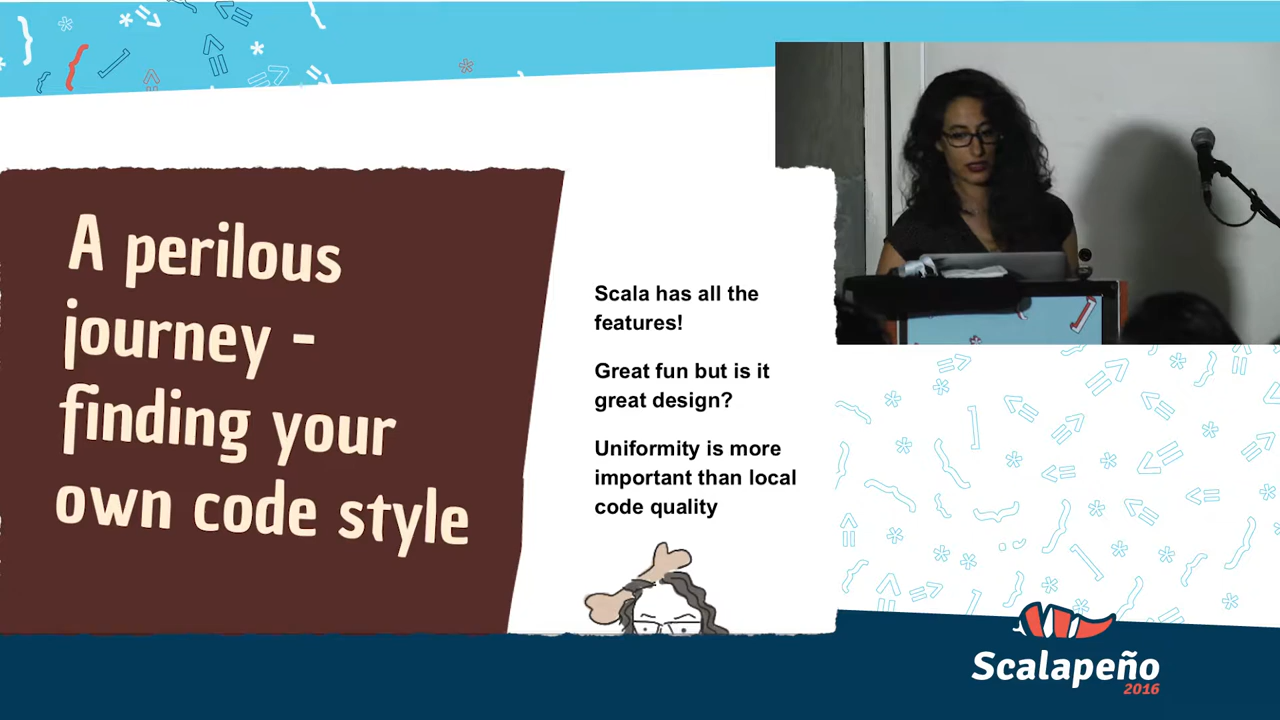 A perilous
journey -
finding your
own code style
Scala has all the
features!
Great fun but is it
great design?
Uniformity is more
important than local
code quality
Scalapeño
2016